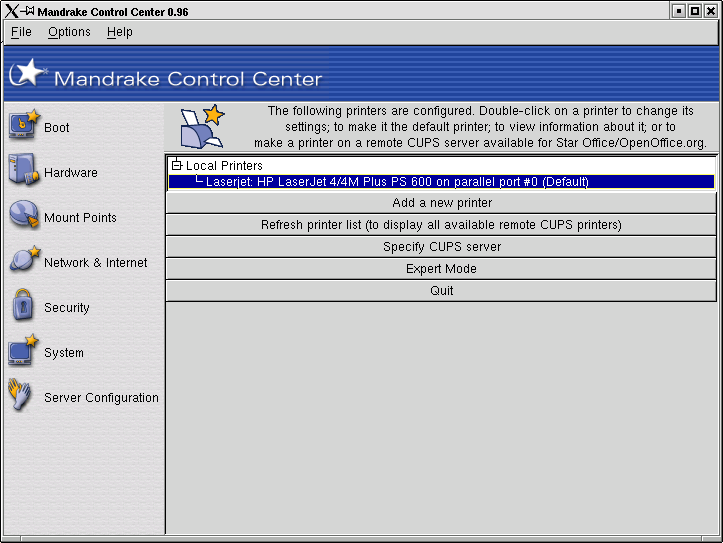 Mandrake Control Center 0.96
File Options Help
Mandrake Control Center
Boot
Hardware
Mount Points
Network & Internet
Security
System
Server Configuration
The following printers are configured. Double-click on a printer to change its
settings; to make it the default printer; to view information about it; or to
make a printer on a remote CUPS server available for Star Office/OpenOffice.org.
Local Printers
Laserjet: HP LaserJet 4/4M Plus PS 600 on parallel port #0 (Default)
Add a new printer
Refresh printer list (to display all available remote CUPS printers)
Specify CUPS server
Expert Mode
Quit